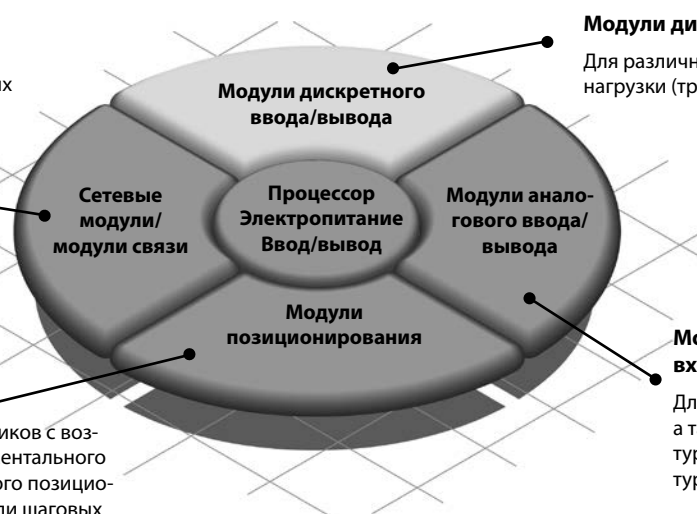 Модули ди
Для различн
нагрузки (тр
их
Модули дискретного
ввода/вывода
Сетевые
модули/
модули связи
Процессор
Электропитание
Ввод/вывод
Модули анало-
гового ввода/
вывода
Модули
позиционирования
Мо
вх
Дл
а т
тур
тур
иков с воз-
ентального
ого позицио-
ли шаговых